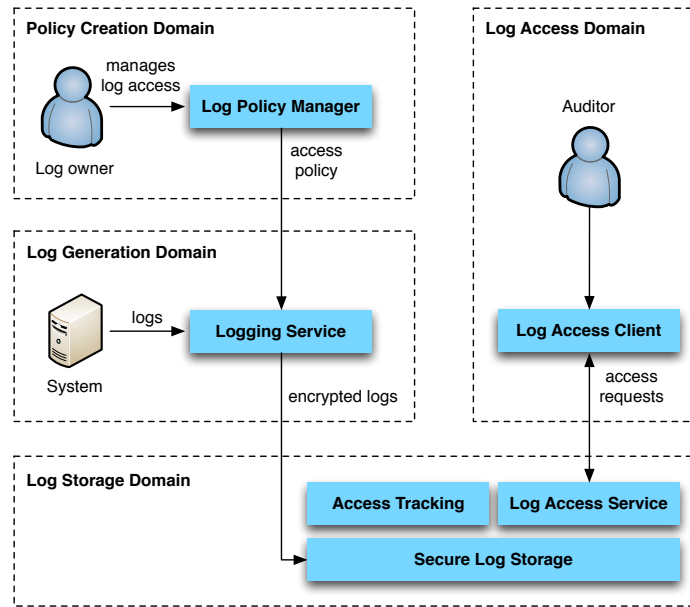 Policy Creation Domain
manages
log access
Log Policy Manager
Log owner
access
policy
Log Access Domain
Auditor
Log Generation Domain
logs
Logging Service
System
encrypted logs
Log Access Client
access
requests
Log Storage Domain
Access Tracking
Log Access Service
Secure Log Storage